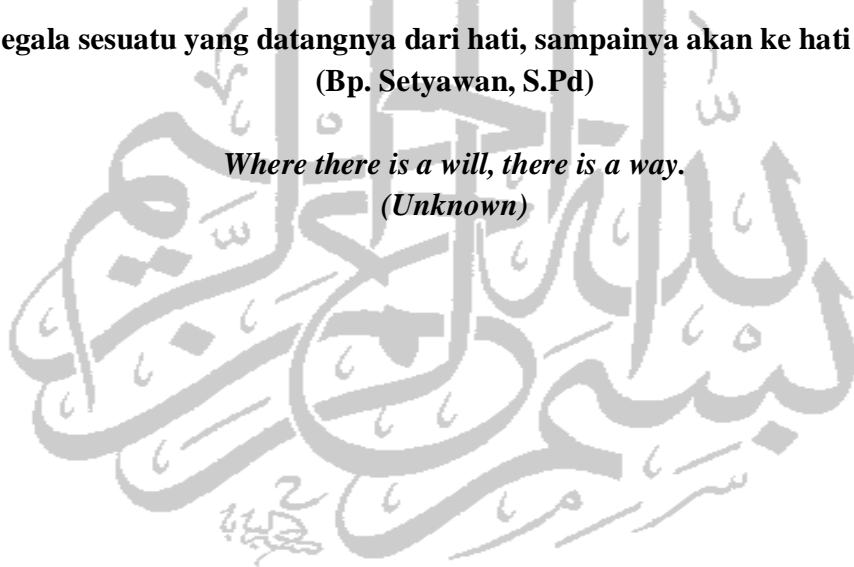 egala sesuatu yang datangnya dari hati, sampainya akan ke hati
(Bp. Setyawan, S.Pd)
Where there is a will, there is a way.
(Unknown)
بسم الله الرحمن الرحيم